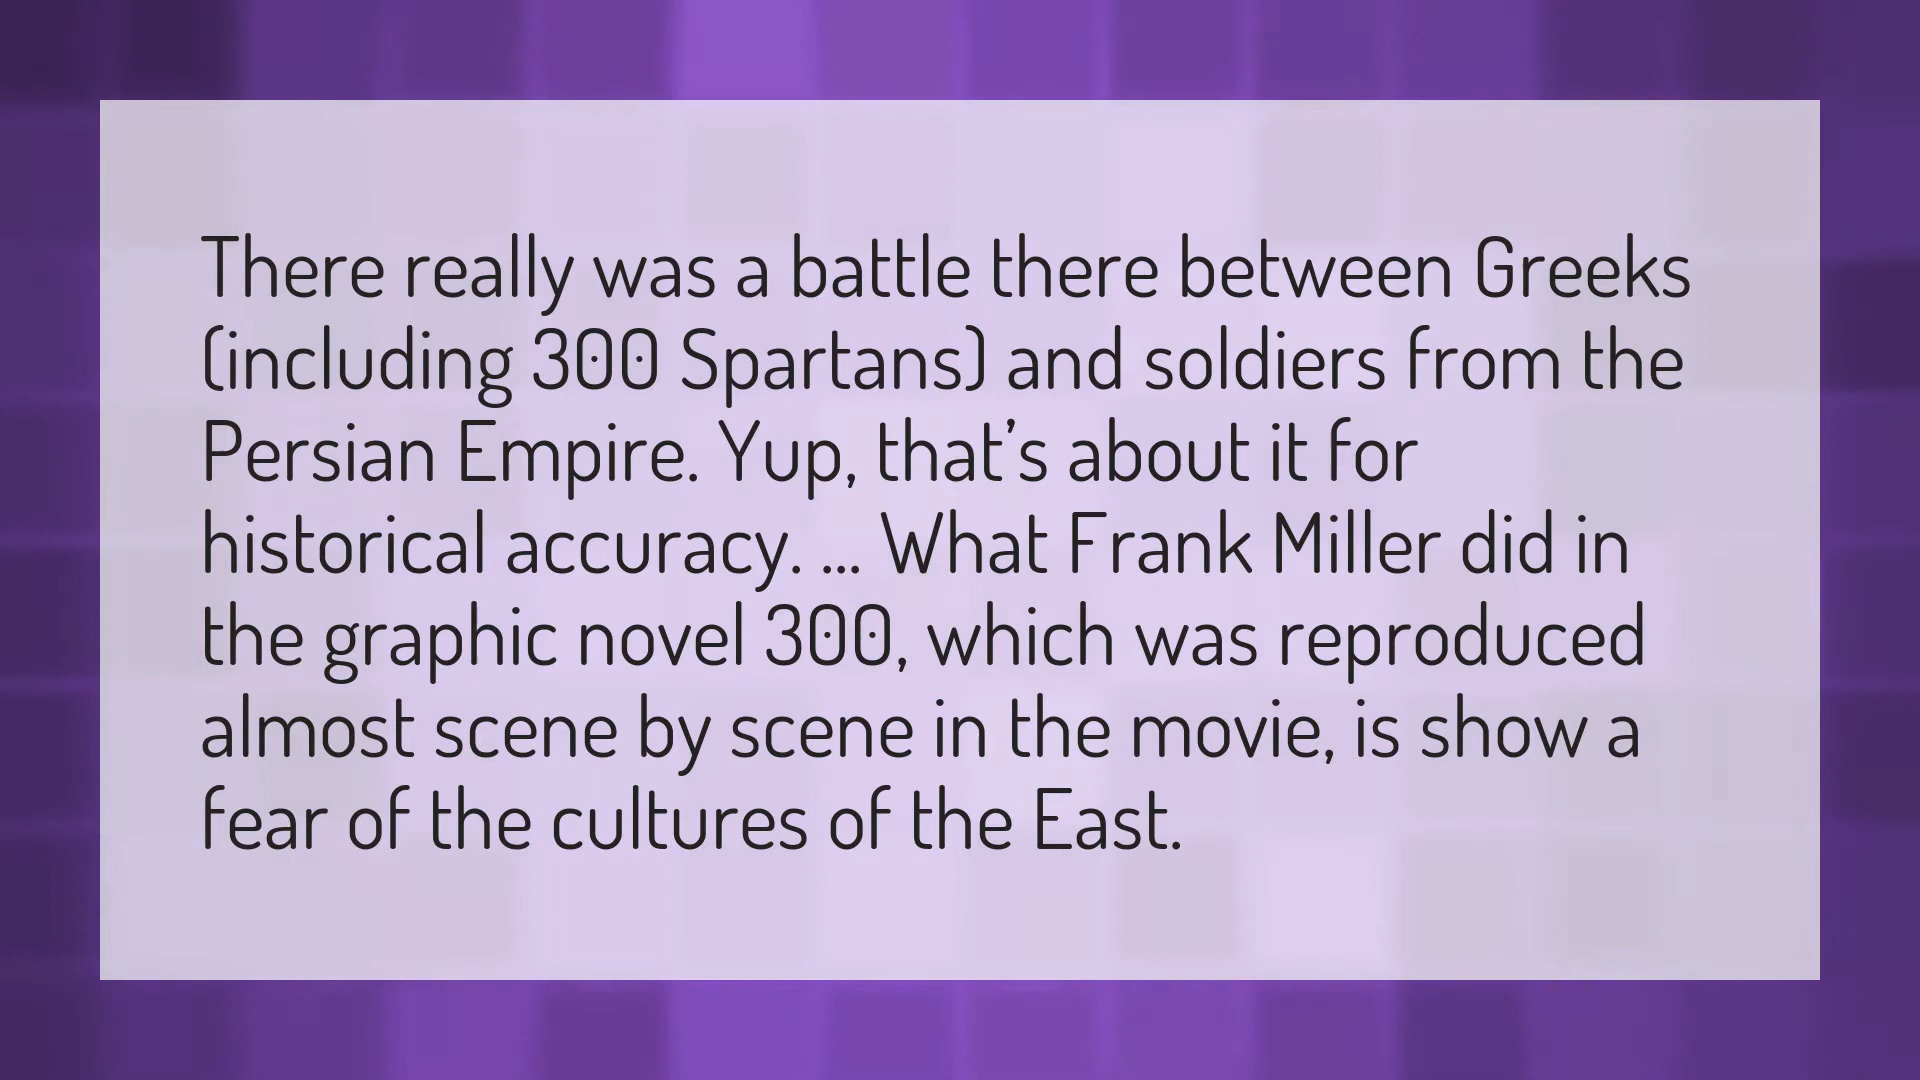 There really was a battle there between Greeks
(including 300 Spartans) and soldiers from the
Persian Empire. Yup, that’s about it for
historical accuracy. ... What Frank Miller did in
the graphic novel 300, which was reproduced
almost scene by scene in the movie, is show a
fear of the cultures of the East.